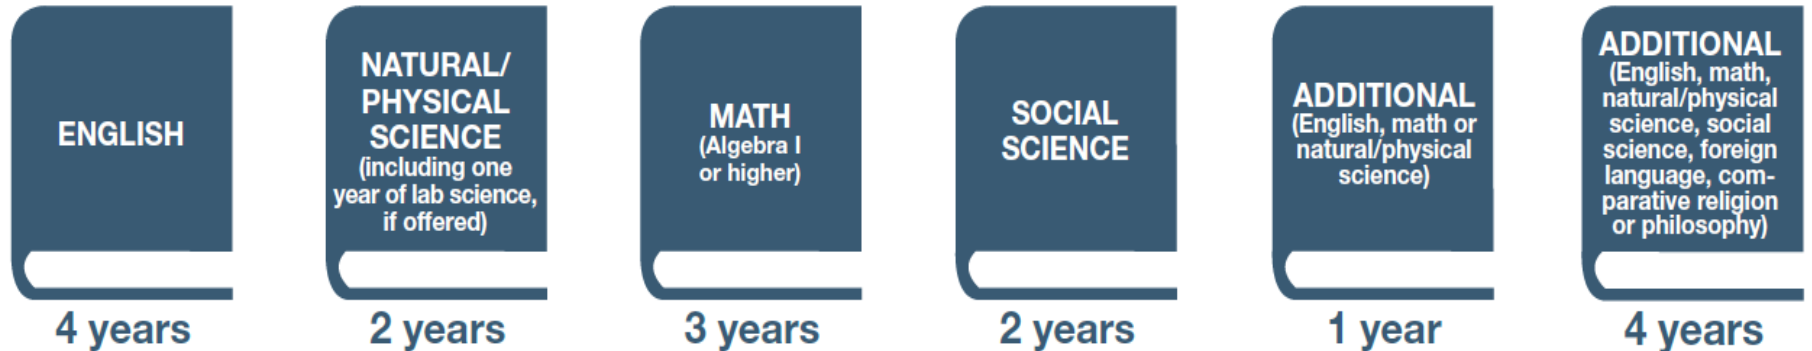 ENGLISH
4 years
NATURAL/
PHYSICAL
SCIENCE
(including one
year of lab science,
if offered)
2 years
MATH
(Algebra I
or higher)
3 years
SOCIAL
SCIENCE
2 years
ADDITIONAL
(English, math or
natural/physical
science)
1 year
ADDITIONAL
(English, math,
natural/physical
science, social
science, foreign
language, com-
parative religion
or philosophy)
4 years